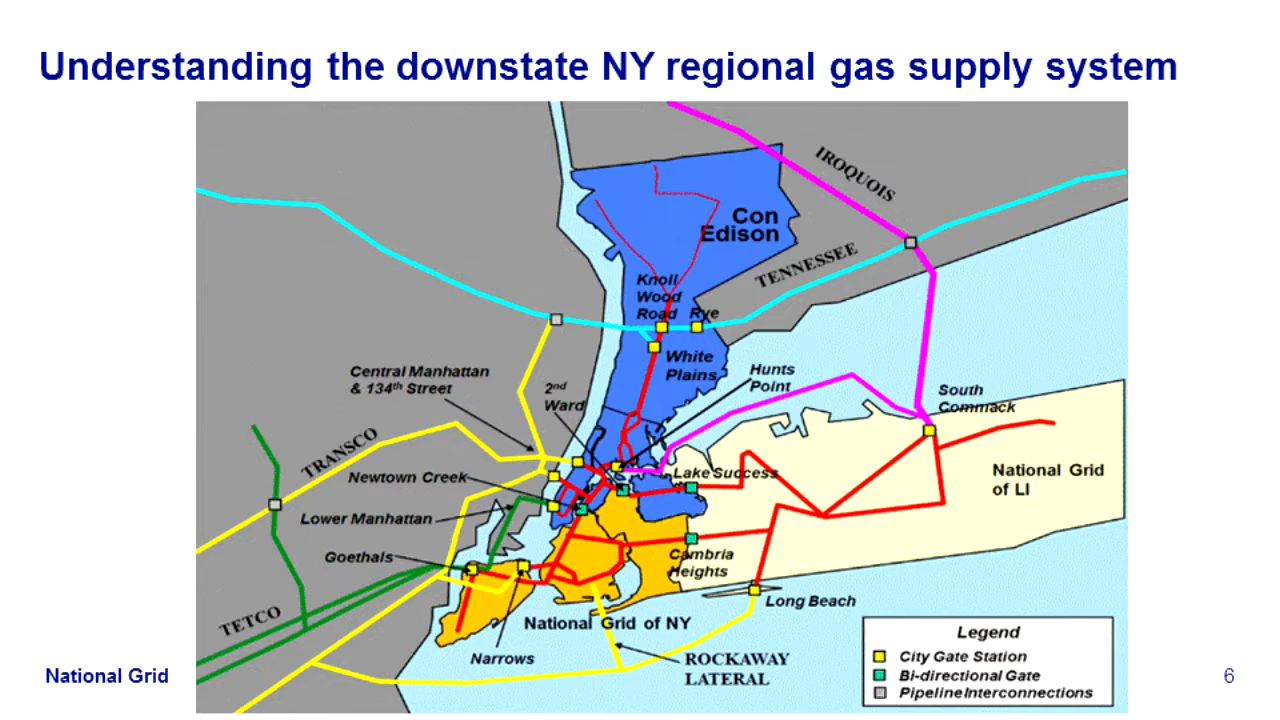 Understanding the downstate NY regional gas supply system
IROQUOIS
Con
Edison
TENNESSEE
Knoll
Wood
Road
Rye
White
Plains
Hunts
Point
Central Manhattan
& 134th Street
2nd
Ward
South
Commack
TRANSCO
Newtown Creek
Lake Success
National Grid
of LI
Lower Manhattan
Goethals
Cambria
Heights
TETCO
Long Beach
National Grid of NY
Narrows
ROCKAWAY
LATERAL
Legend
City Gate Station
Bi-directional Gate
PipelineInterconnections
National Grid
6